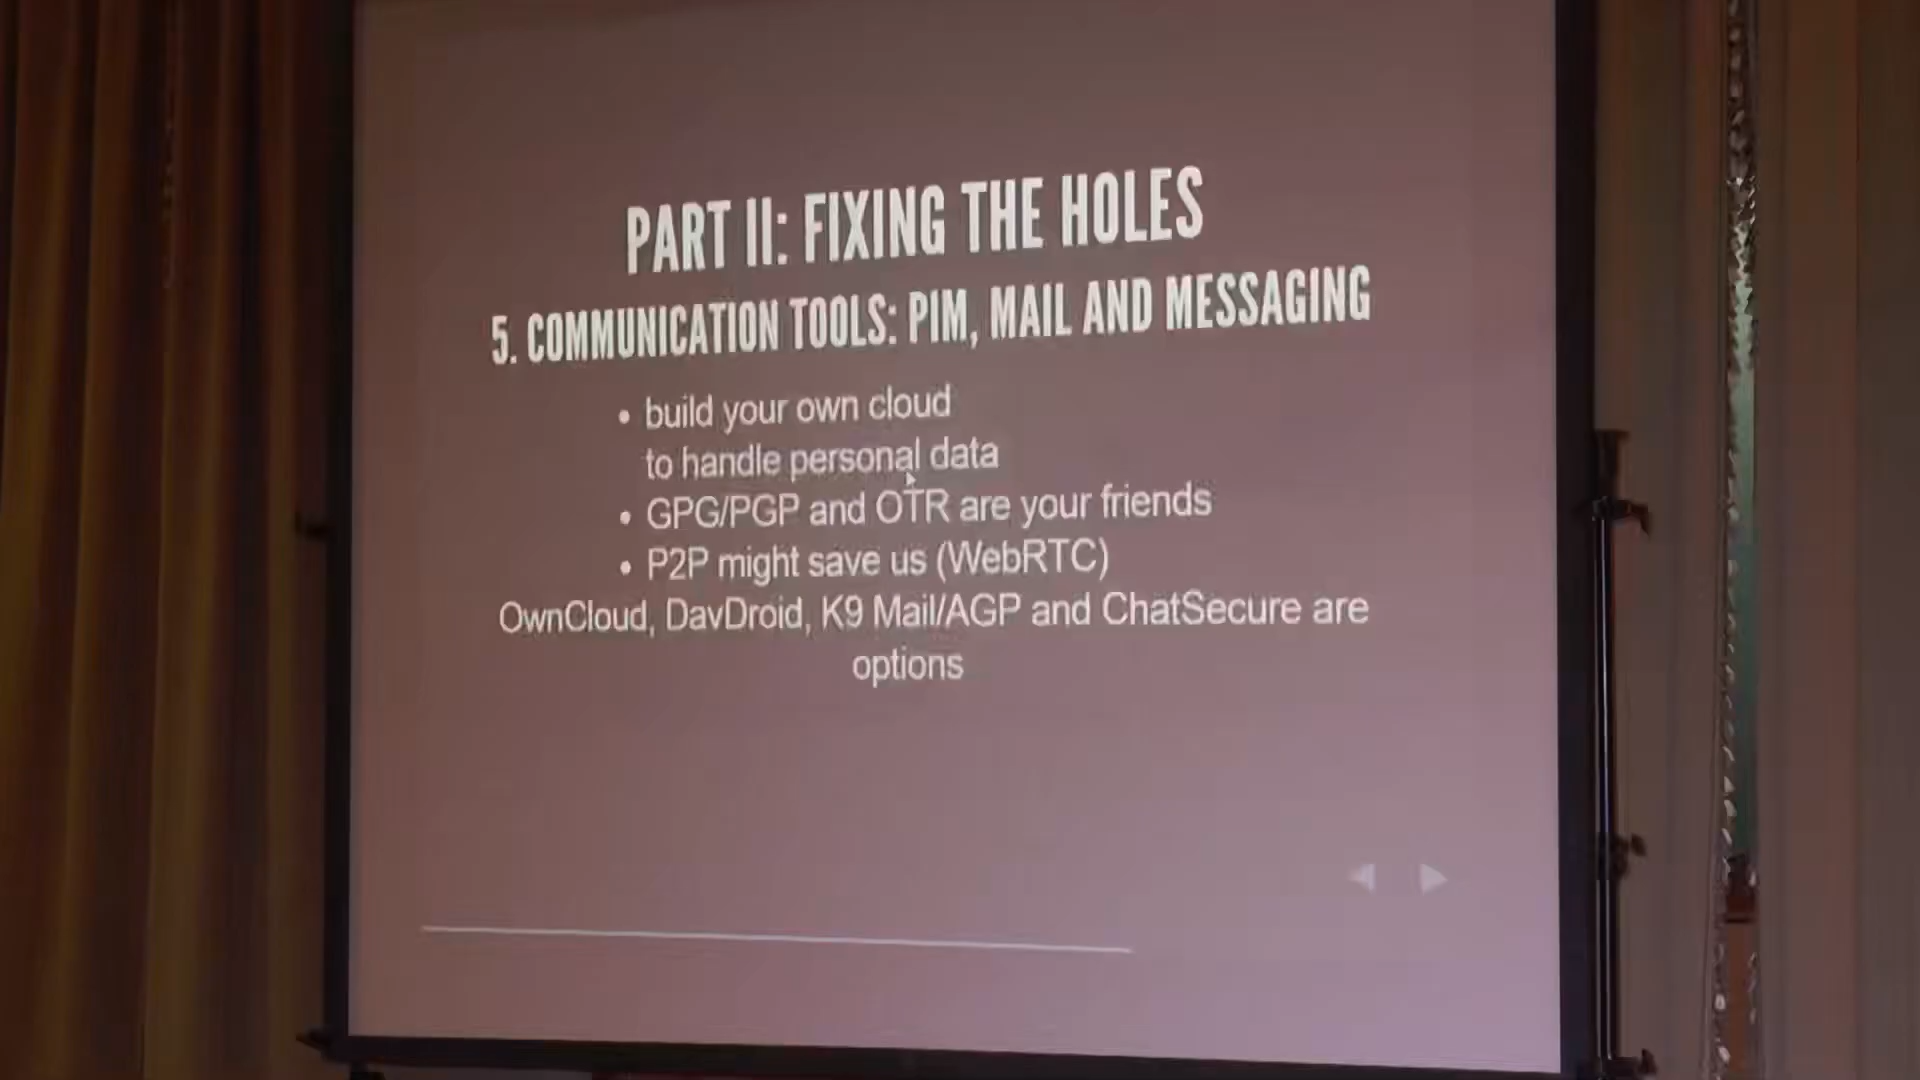 PART II: FIXING THE HOLES
5. COMMUNICATION TOOLS: PIM, MAIL AND MESSAGING
• build your own cloud
to handle personal data
• GPG/PGP and OTR are your friends
• P2P might save us (WebRTC)
OwnCloud, DavDroid, K9 Mail/AGP and ChatSecure are
options